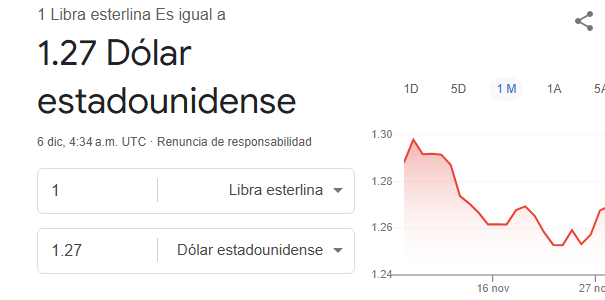 1 Libra esterlina Es igual a
1.27 Dólar
estadounidense
6 dic, 4:34 a.m. UTC · Renuncia de responsabilidad
1 Libra esterlina
1.27 Dólar estadounidense
1D 5D 1 M 1A 5A
1.30
1.28
1.26
1.24
16 nov 27 no